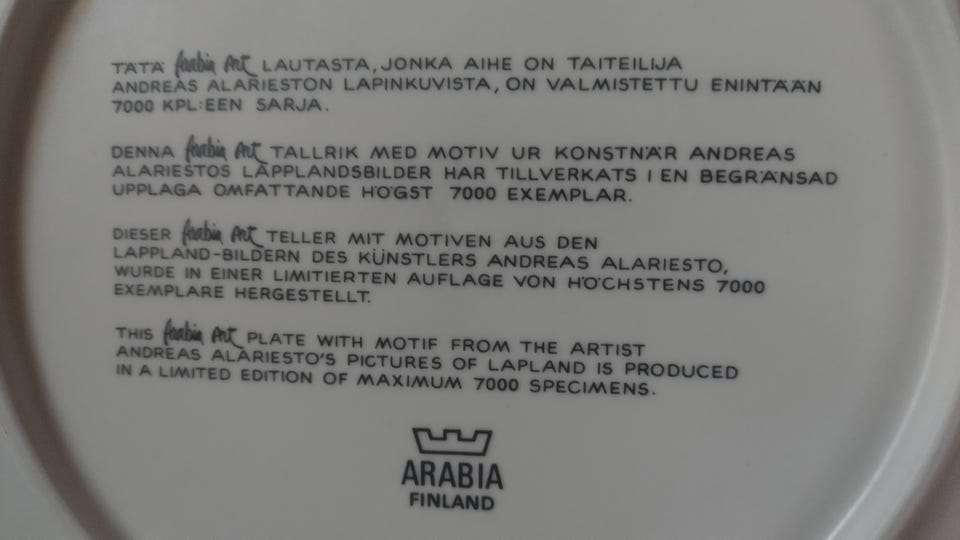 TÄTÄ Arabia Art LAUTASTA, JONKA AIHE ON TAITEILIJA
ANDREAS ALARIESTON LAPINKUVISTA, ON VALMISTETTU ENINTÄÄN
7000 KPL:EEN SARJA.
DENNA Arabia Art TALLRIK MED MOTIV UR KONSTNÄR ANDREAS
ALARIESTOS LAPPLANDSBILDER HAR TILLVERKATS I EN BEGRÄNSAD
UPPLAGA OMFATTANDE HÖGST 7000 EXEMPLAR.
DIESER Arabia Art TELLER MIT MOTIVEN AUS DEN
LAPPLAND-BILDERN DES KÜNSTLERS ANDREAS ALARIESTO,
WURDE IN EINER LIMITIERTEN AUFLAGE VON HÖCHSTENS 7000
EXEMPLARE HERGESTELLT.
THIS Arabia Art PLATE WITH MOTIF FROM THE ARTIST
ANDREAS ALARIESTO'S PICTURES OF LAPLAND IS PRODUCED
IN A LIMITED EDITION OF MAXIMUM 7000 SPECIMENS.
ARABIA
FINLAND